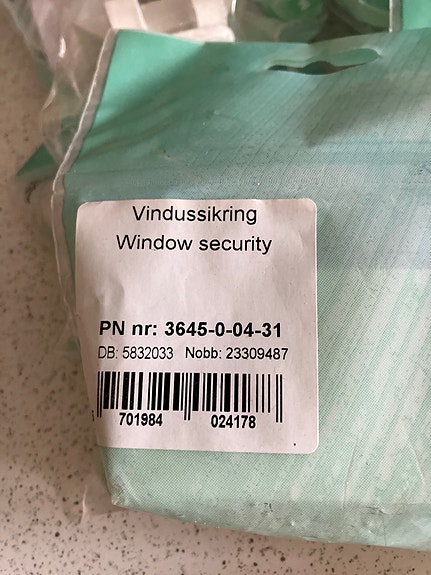 Vindussikring
Window security
PN nr: 3645-0-04-31
DB: 5832033 Nobb: 23309487
701984 024178